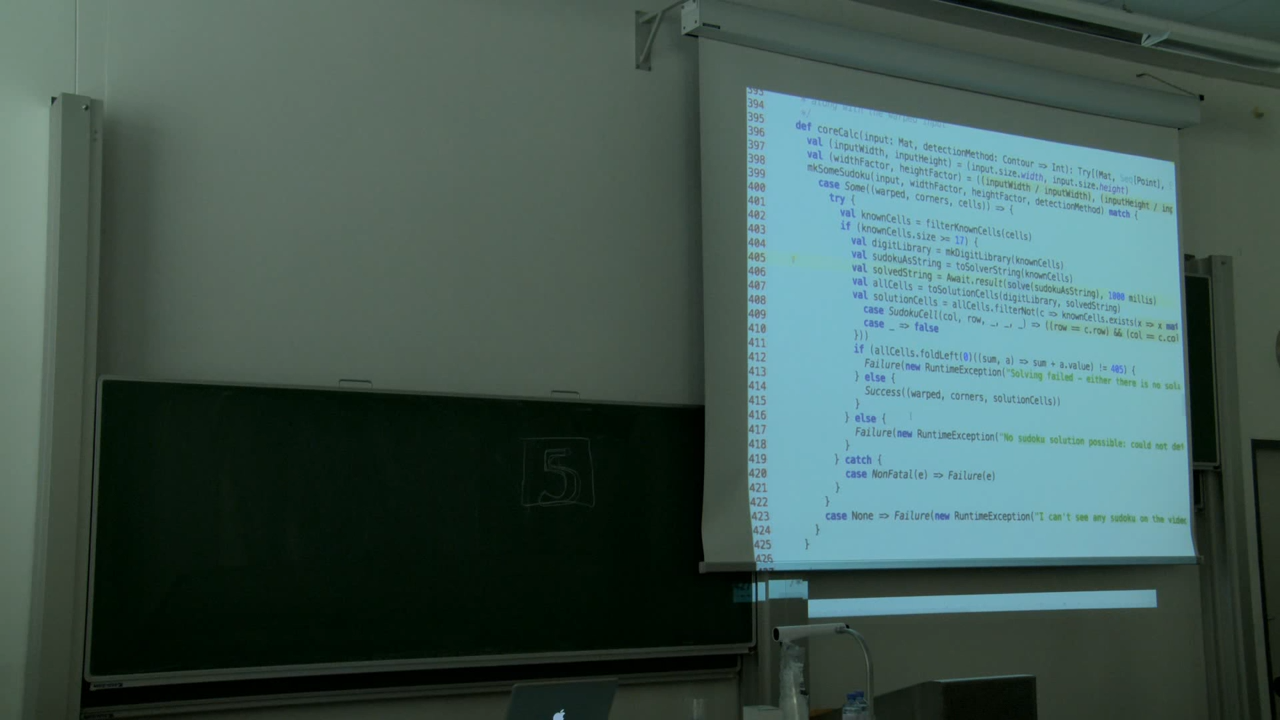 5
393
394 * along with the
395 */
396 def coreCalc(input: Mat, detectionMethod: Contour => Int): Try[(Mat, Seq[Point],
397 val (inputWidth, inputHeight) = (input.size.width, input.size.height)
398 val (widthFactor, heightFactor) = ((inputWidth / inputWidth), (inputHeight / inp
399 mkSomeSudoku(input, widthFactor, heightFactor, detectionMethod) match {
400 case Some((warped, corners, cells)) => {
401 try {
402 val knownCells = filterKnownCells(cells)
403 if (knownCells.size >= 17) {
404 val digitLibrary = mkDigitLibrary(knownCells)
405 val sudokuAsString = toSolverString(knownCells)
406 val solvedString = Await.result(solve(sudokuAsString), 1000 millis)
407 val allCells = toSolutionCells(digitLibrary, solvedString)
408 val solutionCells = allCells.filterNot(c => knownCells.exists(x => x mat
409 case SudokuCell(col, row, _, _, _) => ((row == c.row) && (col == c.col
410 case _ => false
411 }))
412 if (allCells.foldLeft(0)((sum, a) => sum + a.value) != 405) {
413 Failure(new RuntimeException("Solving failed - either there is no solu
414 } else {
415 Success((warped, corners, solutionCells))
416 }
417 } else {
418 Failure(new RuntimeException("No sudoku solution possible: could not det
419 }
420 } catch {
421 case NonFatal(e) => Failure(e)
422 }
423 }
424 case None => Failure(new RuntimeException("I can't see any sudoku on the video
425 }
426 }